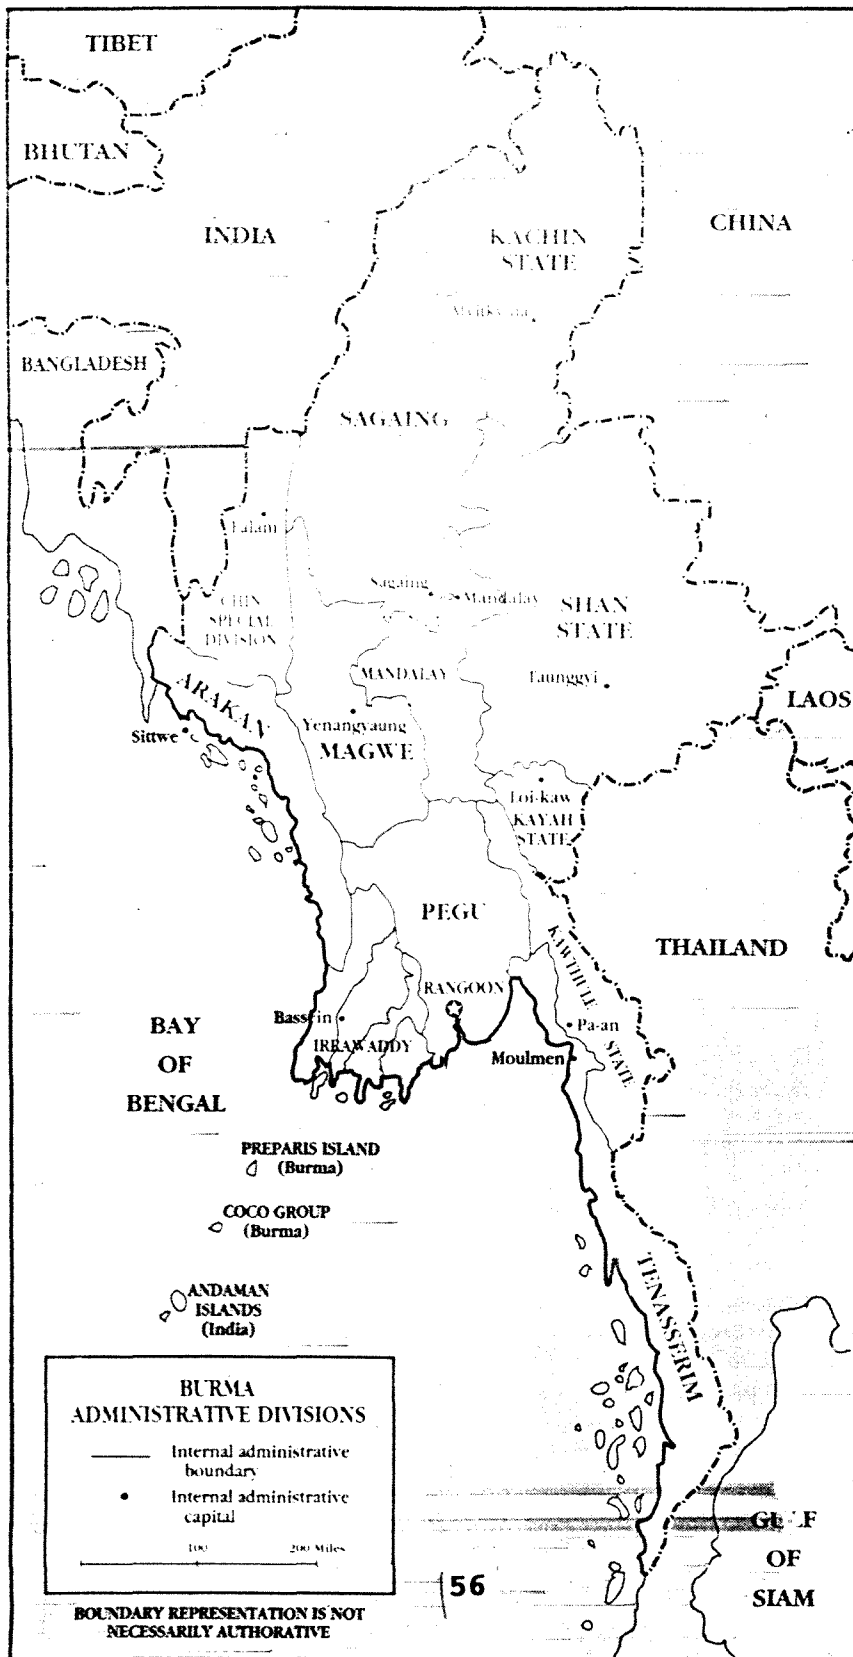 TIBET
BHUTAN
INDIA
CHINA
KACHIN
STATE
Myitkyina
BANGLADESH
SAGAING
Falam
Sagaing
Mandalay
CHIN
SPECIAL
DIVISION
SHAN
STATE
ARAKAN
MANDALAY
Taunggyi
LAOS
Sittwe
Yenangyaung
MAGWE
Loi-kaw
KAYAH
STATE
PEGU
KAWTHULE STATE
THAILAND
RANGOON
BAY
OF
BENGAL
Bassein
IRRAWADDY
Pa-an
Moulmen
PREPARIS ISLAND
(Burma)
COCO GROUP
(Burma)
ANDAMAN
ISLANDS
(India)
TENASSERIM
BURMA
ADMINISTRATIVE DIVISIONS
Internal administrative
boundary
Internal administrative
capital
100 200 Miles
GULF
OF
SIAM
56
BOUNDARY REPRESENTATION IS NOT
NECESSARILY AUTHORATIVE